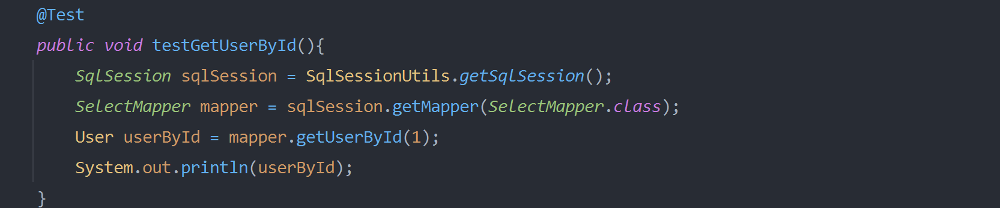 @Test
public void testGetUserById(){
SqlSession sqlSession = SqlSessionUtils.getSqlSession();
SelectMapper mapper = sqlSession.getMapper(SelectMapper.class);
User userById = mapper.getUserById(1);
System.out.println(userById);
}